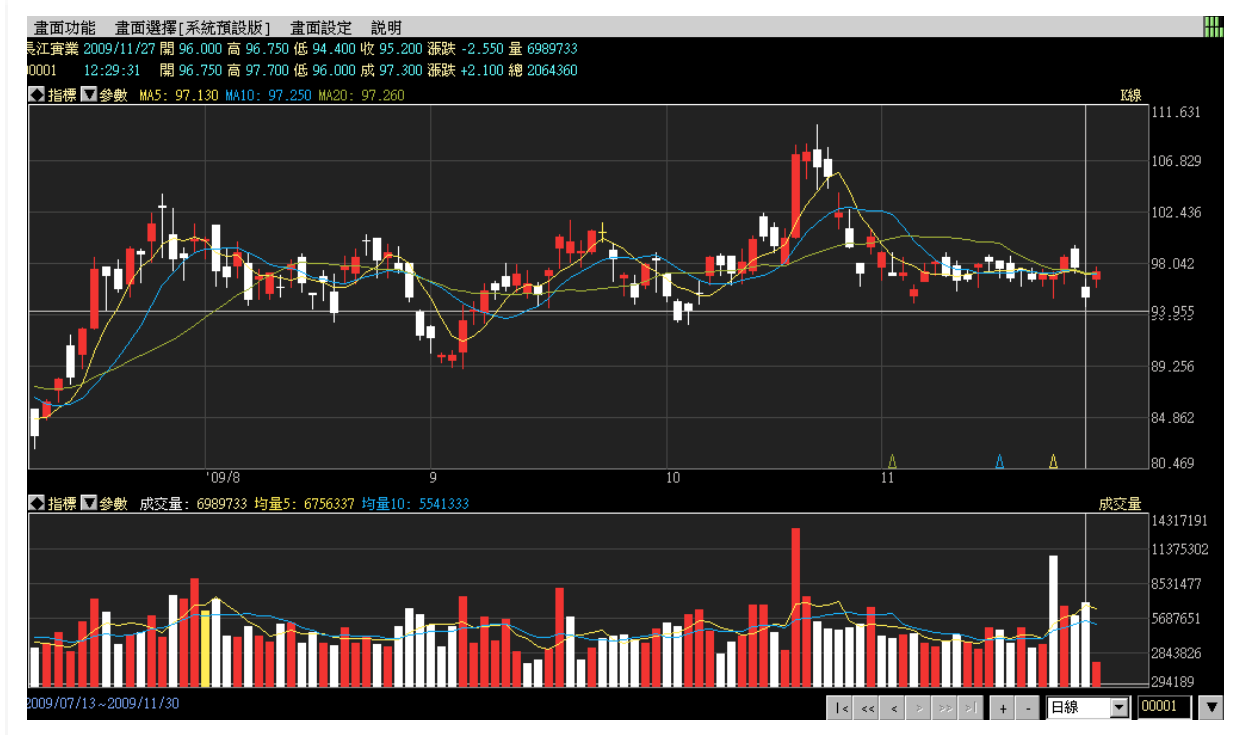 畫面功能 畫面選擇[系統預設版] 畫面設定 説明
長江實業 2009/11/27 開 96.000 高 96.750 低 94.400 收 95.200 漲跌 -2.550 量 6989733
00001 12:29:31 開 96.750 高 97.700 低 96.000 成 97.300 漲跌 +2.100 總 2064360
指標 參數 MA5: 97.130 MA10: 97.250 MA20: 97.260 K線
111.631
106.829
102.436
98.042
93.955
89.256
84.862
80.469
'09/8 9 10 11
指標 參數 成交量: 6989733 均量5: 6756337 均量10: 5541333 成交量
14317191
11375302
8531477
5687651
2843826
294189
2009/07/13~2009/11/30 |< << < > >> >| + - 日線 00001